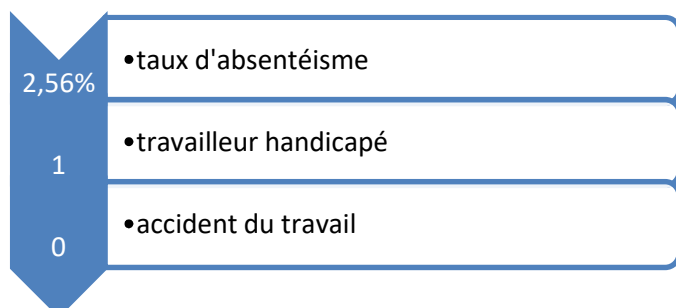 2,56%
•taux d'absentéisme
1
•travailleur handicapé
0
•accident du travail